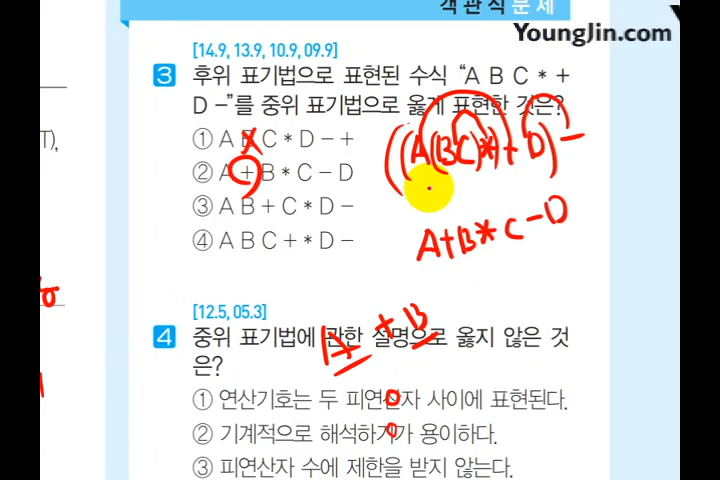 객관식 문제
YoungJin.com
[14.9, 13.9, 10.9, 09.9]
3 후위 표기법으로 표현된 수식 “A B C * +
D −”를 중위 표기법으로 옳게 표현한 것은?
① A B C * D − +
② A + B * C − D
③ A B + C * D −
④ A B C + * D −
((A(BC)*)+D)−
A+B*C−D
[12.5, 05.3]
A + B
4 중위 표기법에 관한 설명으로 옳지 않은 것
은?
① 연산기호는 두 피연산자 사이에 표현된다.
② 기계적으로 해석하기가 용이하다.
③ 피연산자 수에 제한을 받지 않는다.
T),